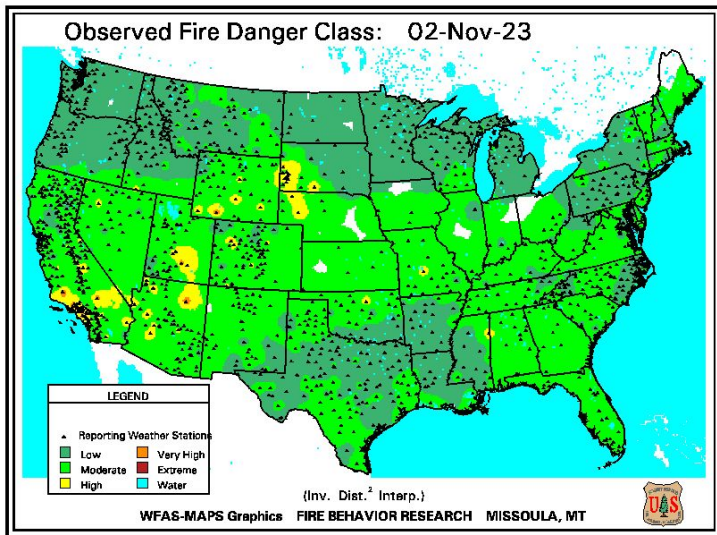 Observed Fire Danger Class: 02-Nov-23
LEGEND
Reporting Weather Stations
Low
Very High
Moderate
Extreme
High
Water
(Inv. Dist.² Interp.)
WFAS-MAPS Graphics FIRE BEHAVIOR RESEARCH MISSOULA, MT
U S